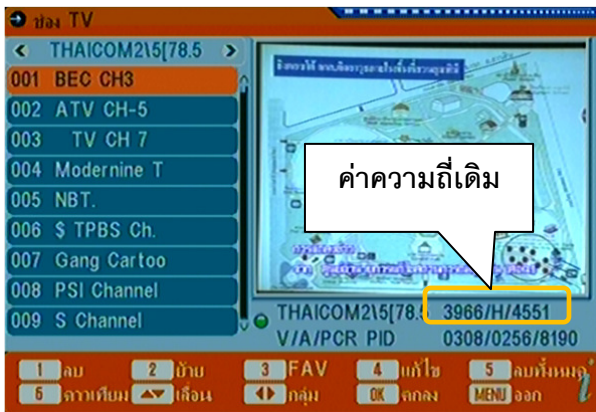 ช่อง TV
THAICOM2\5[78.5
001 BEC CH3
002 ATV CH-5
003 TV CH 7
004 Modernine T
005 NBT.
006 $ TPBS Ch.
007 Gang Cartoo
008 PSI Channel
009 S Channel
ค่าความถี่เดิม
THAICOM2\5[78.5 3966/H/4551
V/A/PCR PID 0308/0256/8190
1 ลบ 2 ย้าย 3 FAV 4 แก้ไข 5 ลบทั้งหมด
6 ดาวเทียม เลื่อน กลุ่ม OK ตกลง MENU ออก